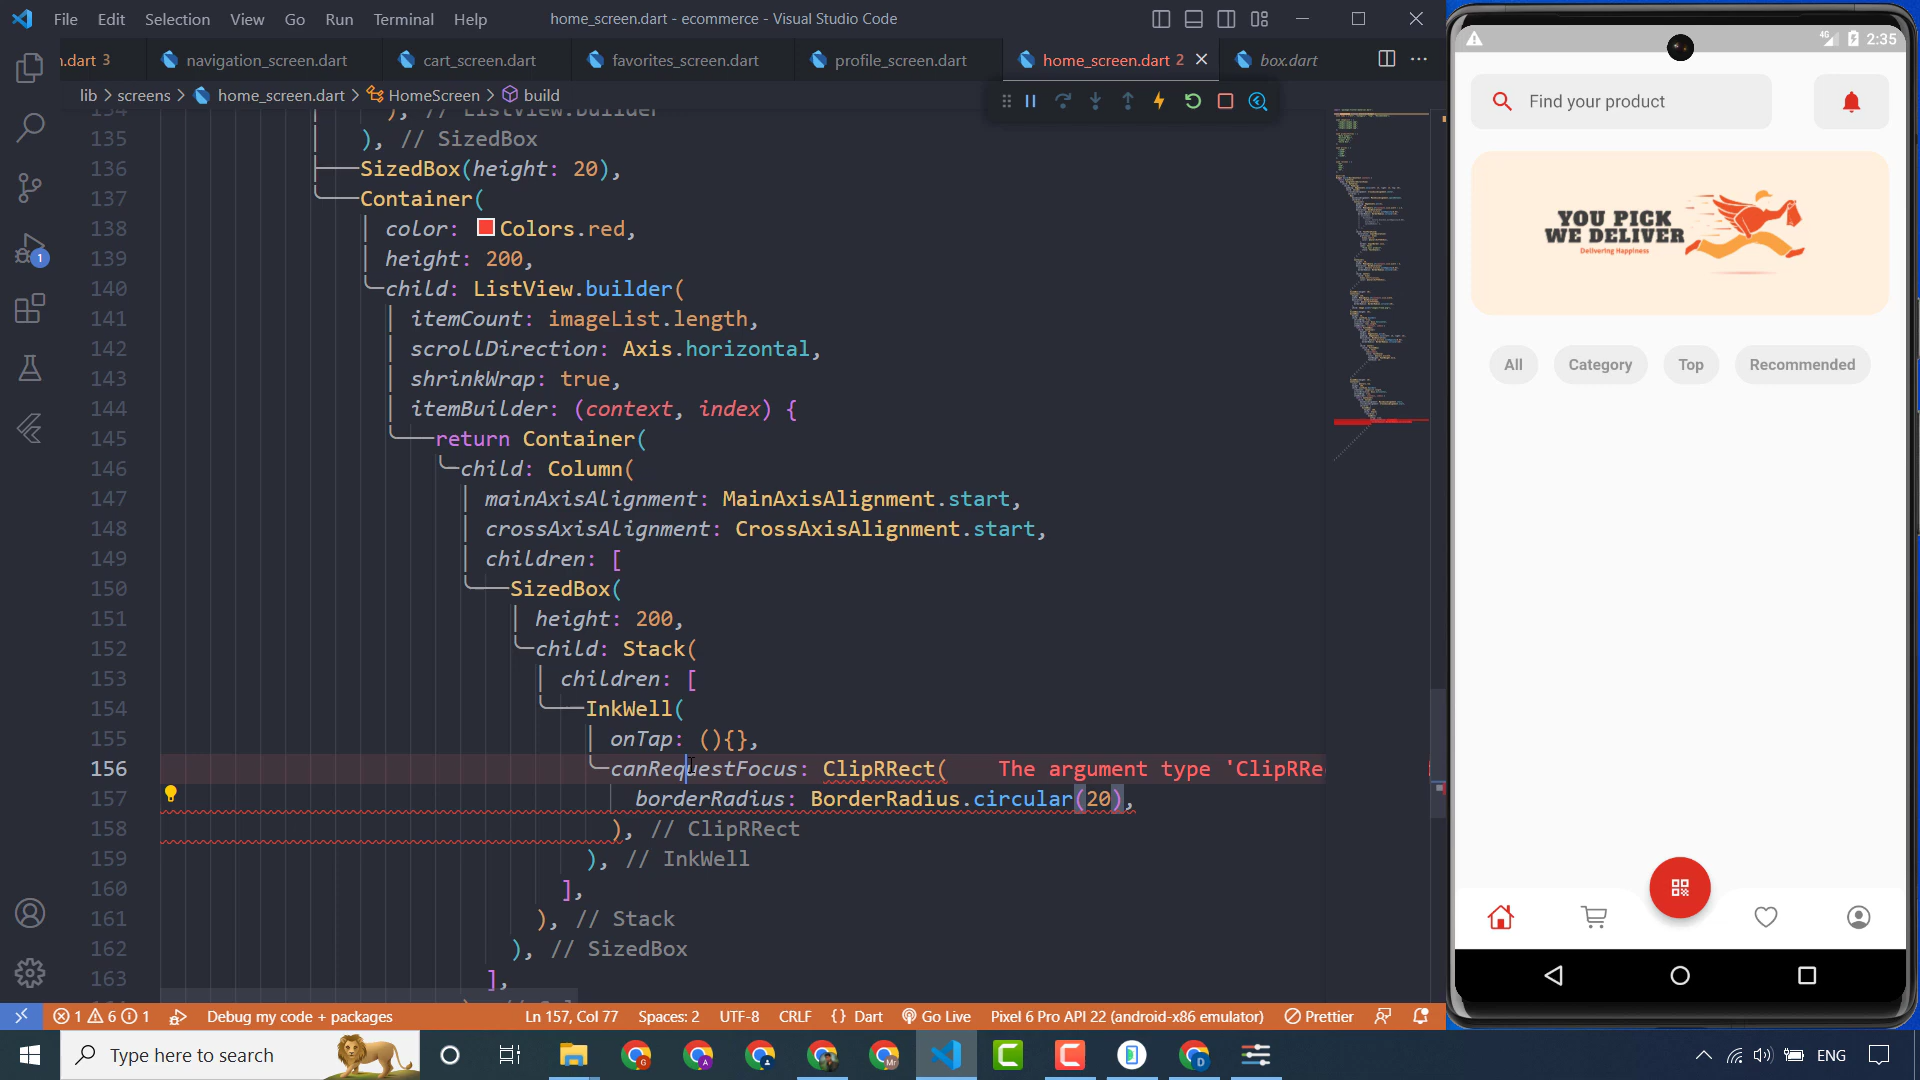 File Edit Selection View Go Run Terminal Help
home_screen.dart - ecommerce - Visual Studio Code
.dart 3
navigation_screen.dart
cart_screen.dart
favorites_screen.dart
profile_screen.dart
home_screen.dart 2
box.dart
lib > screens > home_screen.dart > HomeScreen > build
134 ), // ListView.builder
135 ), // SizedBox
136 SizedBox(height: 20),
137 Container(
138 color: Colors.red,
139 height: 200,
140 child: ListView.builder(
141 itemCount: imageList.length,
142 scrollDirection: Axis.horizontal,
143 shrinkWrap: true,
144 itemBuilder: (context, index) {
145 return Container(
146 child: Column(
147 mainAxisAlignment: MainAxisAlignment.start,
148 crossAxisAlignment: CrossAxisAlignment.start,
149 children: [
150 SizedBox(
151 height: 200,
152 child: Stack(
153 children: [
154 InkWell(
155 onTap: (){},
156 canRequestFocus: ClipRRect( The argument type 'ClipRRe
157 borderRadius: BorderRadius.circular(20),
158 ), // ClipRRect
159 ), // InkWell
160 ],
161 ), // Stack
162 ), // SizedBox
163 ],
1
1 6 1 Debug my code + packages
Ln 157, Col 77 Spaces: 2 UTF-8 CRLF {} Dart Go Live Pixel 6 Pro API 22 (android-x86 emulator) Prettier
Type here to search
ENG
4G 2:35
Find your product
YOU PICK
WE DELIVER
Delivering Happiness
All Category Top Recommended